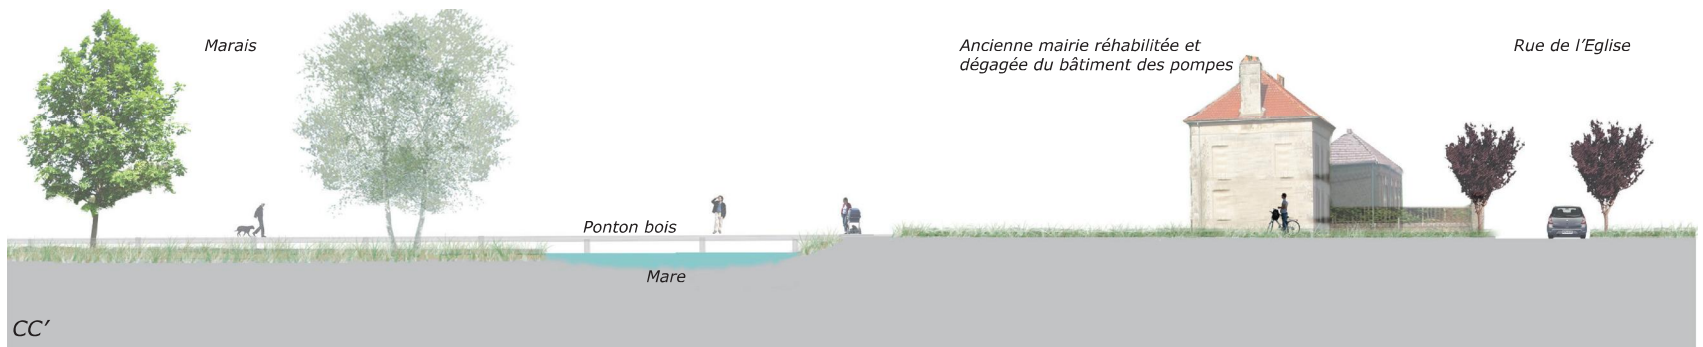 Marais
Ancienne mairie réhabilitée et
dégagée du bâtiment des pompes
Rue de l'Eglise
Ponton bois
Mare
CC'